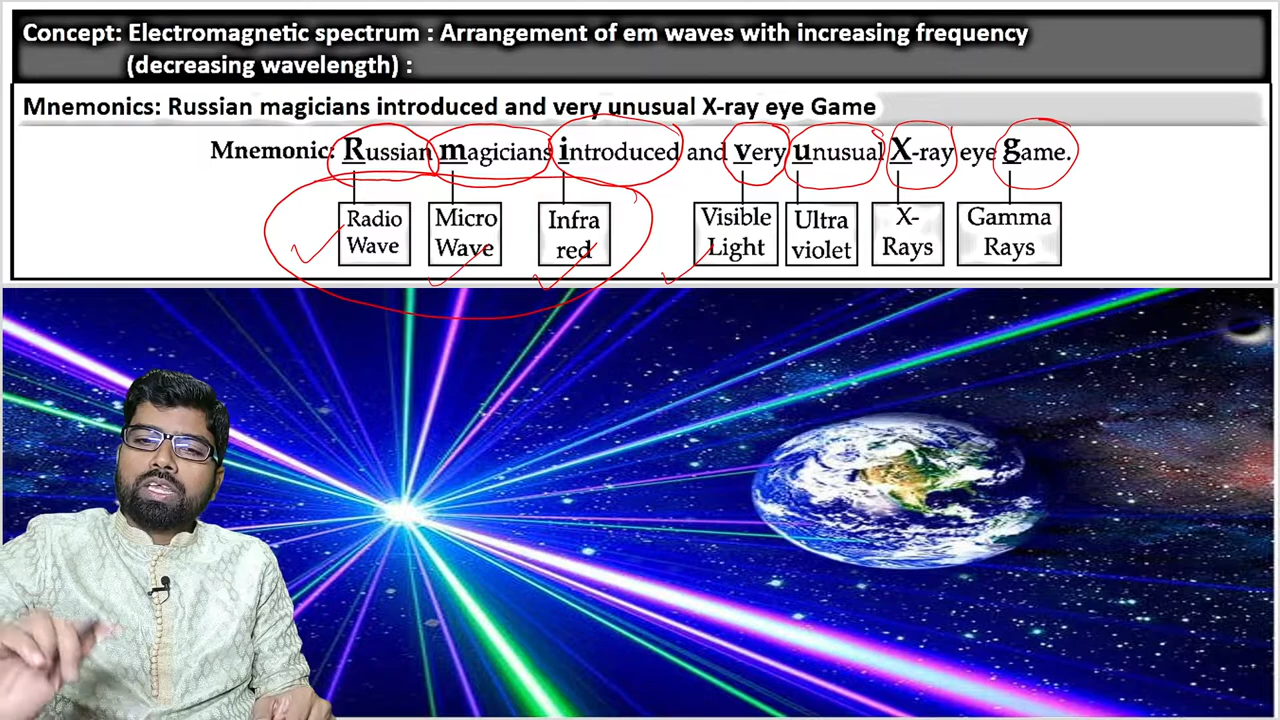 Concept: Electromagnetic spectrum : Arrangement of em waves with increasing frequency
(decreasing wavelength) :
Mnemonics: Russian magicians introduced and very unusual X-ray eye Game
Mnemonic: Russian magicians introduced and very unusual X-ray eye game.
Radio Wave
Micro Wave
Infra red
Visible Light
Ultra violet
X- Rays
Gamma Rays